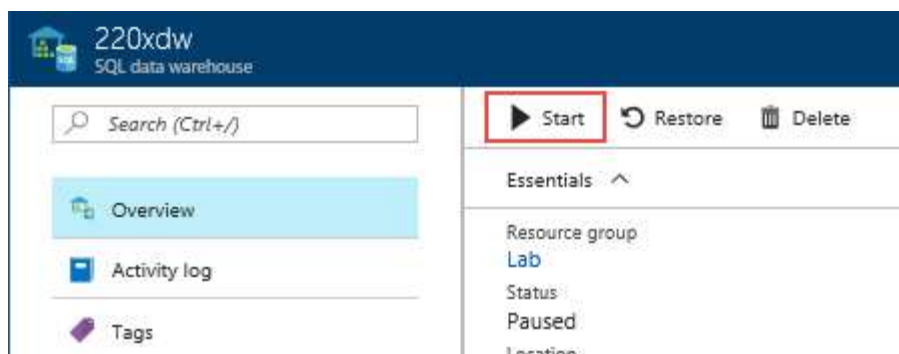 220xdw
SQL data warehouse
Search (Ctrl+/)
Overview
Activity log
Tags
Start Restore Delete
Essentials
Resource group
Lab
Status
Paused
Location